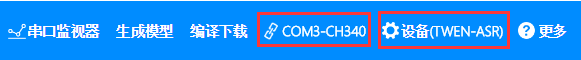 串口监视器 生成模型 编译下载 COM3-CH340 设备(TWEN-ASR) 更多